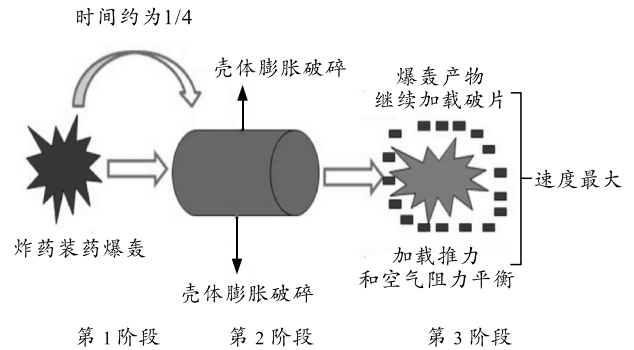 时间约为1/4
壳体膨胀破碎
爆轰产物
继续加载破片
速度最大
炸药装药爆轰
加载推力
和空气阻力平衡
壳体膨胀破碎
第1阶段
第2阶段
第3阶段